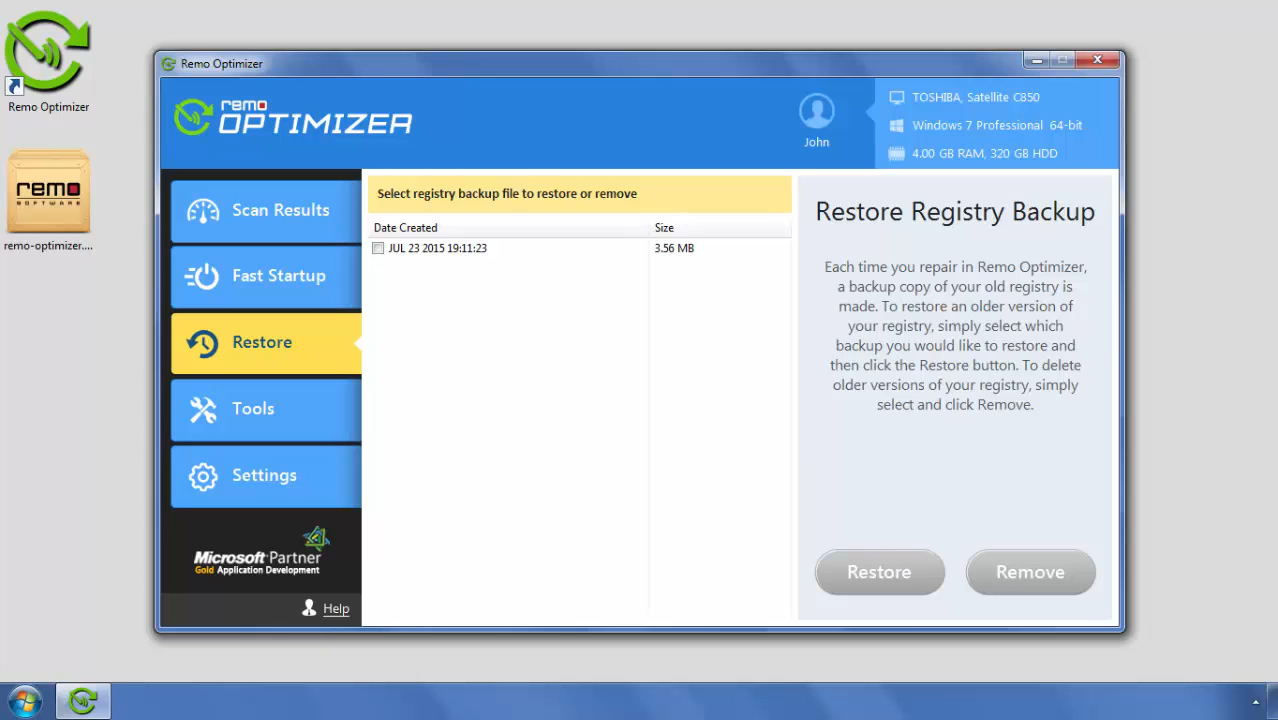 Remo Optimizer
remo
SOFTWARE
remo-optimizer....
Remo Optimizer
remo
OPTIMIZER
John
TOSHIBA, Satellite C850
Windows 7 Professional 64-bit
4.00 GB RAM, 320 GB HDD
Scan Results
Fast Startup
Restore
Tools
Settings
Microsoft Partner
Gold Application Development
Help
Select registry backup file to restore or remove
Date Created Size
JUL 23 2015 19:11:23 3.56 MB
Restore Registry Backup
Each time you repair in Remo Optimizer,
a backup copy of your old registry is
made. To restore an older version of
your registry, simply select which
backup you would like to restore and
then click the Restore button. To delete
older versions of your registry, simply
select and click Remove.
Restore Remove